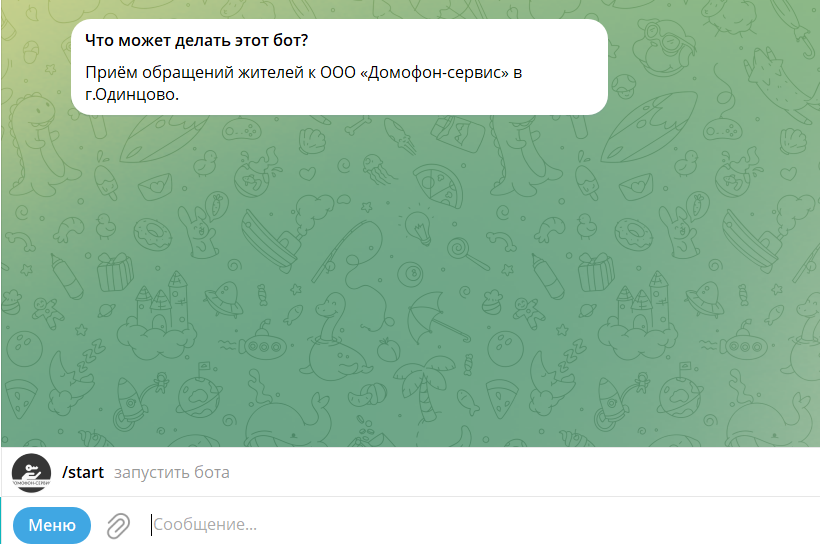 Что может делать этот бот?
Приём обращений жителей к ООО «Домофон-сервис» в
г.Одинцово.
/start запустить бота
Меню Сообщение...